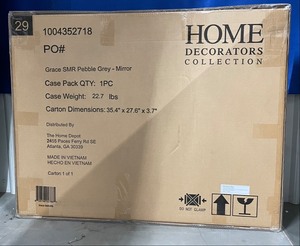 29
1004352718
PO#
HOME
DECORATORS
COLLECTION
Grace SMR Pebble Grey - Mirror
Case Pack QTY: 1PC
Case Weight: 22.7 lbs
Carton Dimensions: 35.4" x 27.6" x 3.7"
Distributed By
The Home Depot
2455 Paces Ferry RD SE
Atlanta, GA 30339
MADE IN VIETNAM
HECHO EN VIETNAM
Carton 1 of 1
DO NOT CLAMP